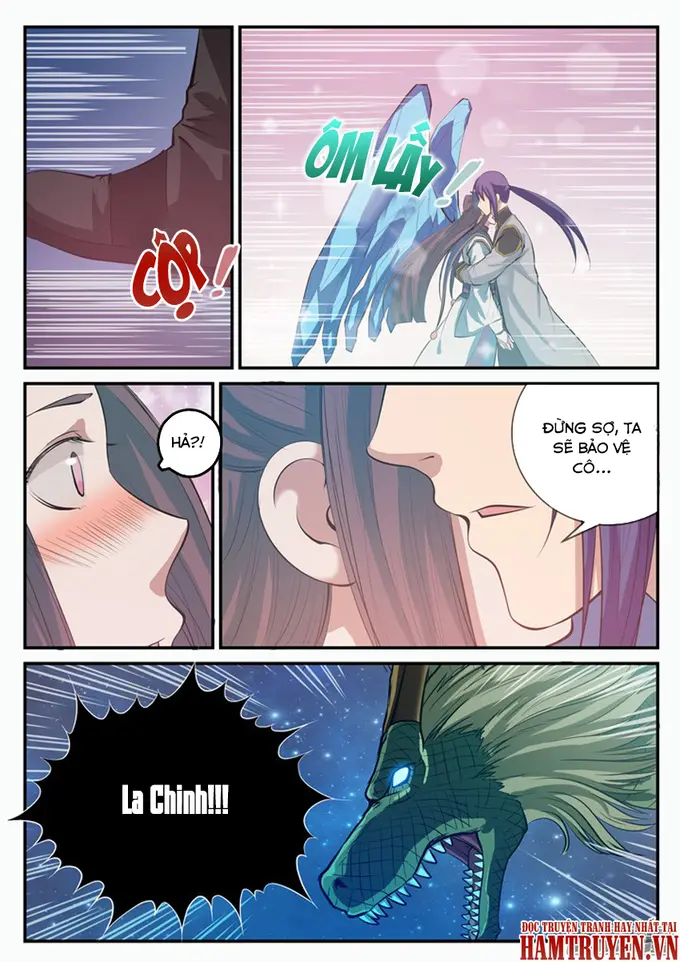 CỘP!
ÔM LẤY!
HẢ?!
ĐỪNG SỢ, TA
SẼ BẢO VỆ
CÔ...
La Chinh!!!
ĐỌC TRUYỆN TRANH HAY NHẤT TẠI
HAMTRUYEN.VN